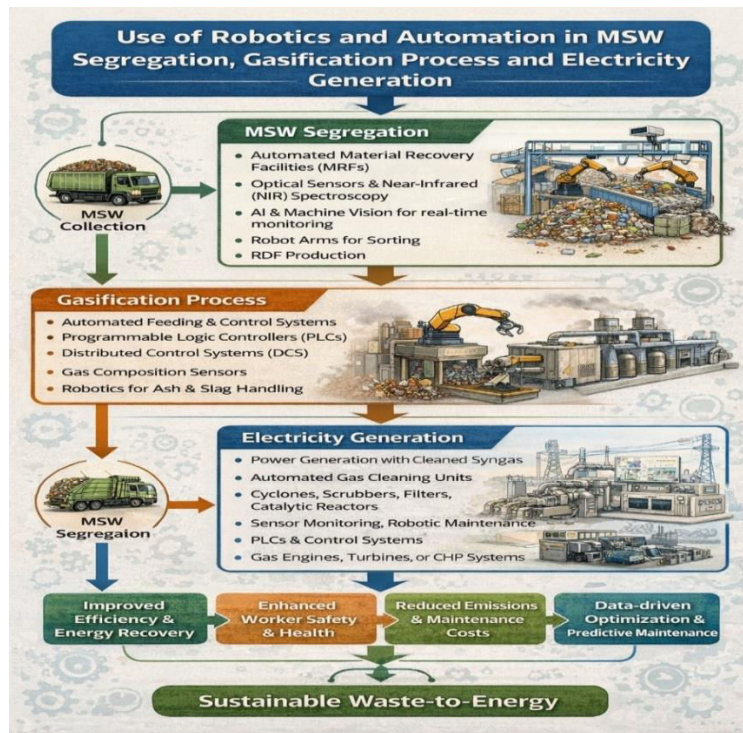 Use of Robotics and Automation in MSW
Segregation, Gasification Process and Electricity
Generation
MSW Segregation
• Automated Material Recovery
Facilities (MRFs)
• Optical Sensors & Near-Infrared
(NIR) Spectroscopy
• AI & Machine Vision for real-time
monitoring
• Robot Arms for Sorting
• RDF Production
MSW
Collection
Gasification Process
• Automated Feeding & Control Systems
• Programmable Logic Controllers (PLCs)
• Distributed Control Systems (DCS)
• Gas Composition Sensors
• Robotics for Ash & Slag Handling
Electricity Generation
• Power Generation with Cleaned Syngas
• Automated Gas Cleaning Units
• Cyclones, Scrubbers, Filters,
Catalytic Reactors
• Sensor Monitoring, Robotic Maintenance
• PLCs & Control Systems
• Gas Engines, Turbines, or CHP Systems
MSW
Segregaion
Improved
Efficiency &
Energy Recovery
Enhanced
Worker Safety
& Health
Reduced Emissions
& Maintenance
Costs
Data-driven
Optimization &
Predictive Maintenance
Sustainable Waste-to-Energy